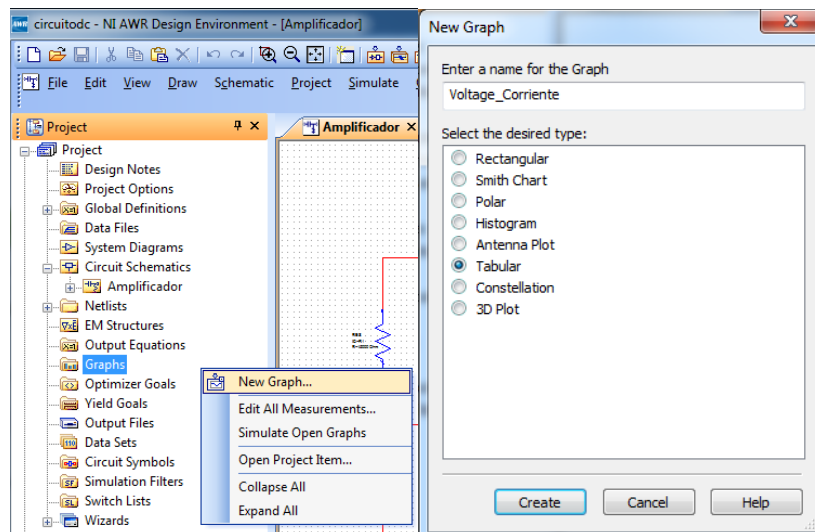 circuitodc - NI AWR Design Environment - [Amplificador]
File Edit View Draw Schematic Project Simulate
Project
Amplificador
Project
Design Notes
Project Options
Global Definitions
Data Files
System Diagrams
Circuit Schematics
Amplificador
Netlists
EM Structures
Output Equations
Graphs
Optimizer Goals
Yield Goals
Output Files
Data Sets
Circuit Symbols
Simulation Filters
Switch Lists
Wizards
New Graph...
Edit All Measurements...
Simulate Open Graphs
Open Project Item...
Collapse All
Expand All
New Graph
Enter a name for the Graph
Voltage_Corriente
Select the desired type:
Rectangular
Smith Chart
Polar
Histogram
Antenna Plot
Tabular
Constellation
3D Plot
Create Cancel Help